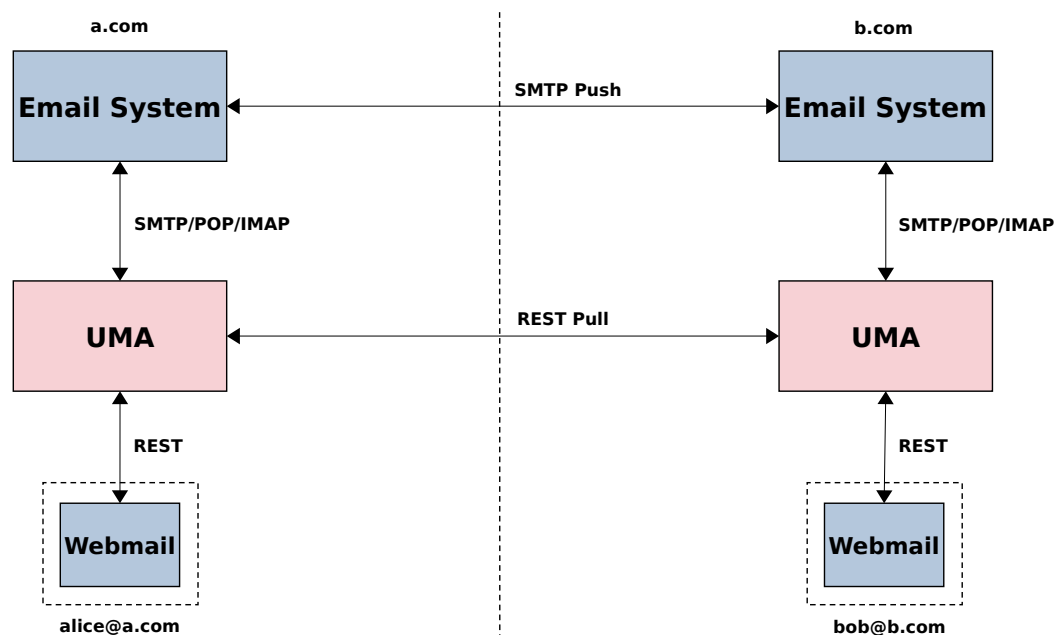 a.com
b.com
Email System
SMTP Push
Email System
SMTP/POP/IMAP
SMTP/POP/IMAP
UMA
REST Pull
UMA
REST
REST
Webmail
Webmail
alice@a.com
bob@b.com